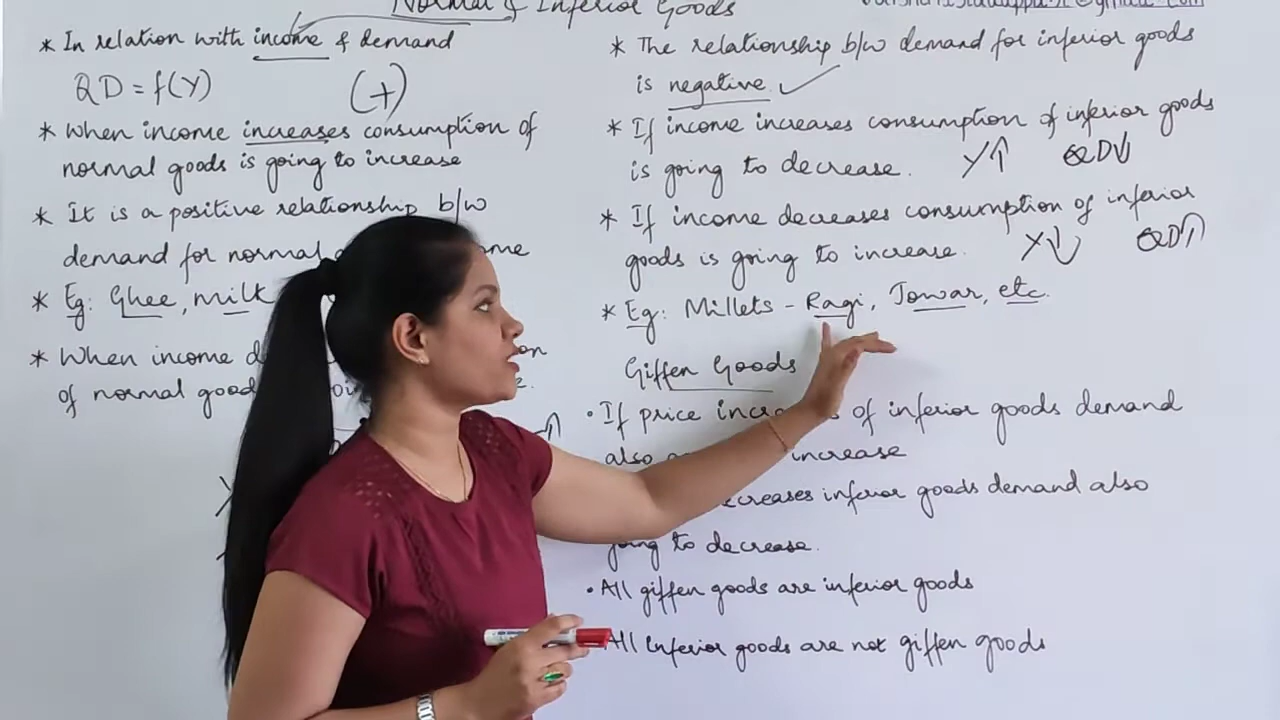 Normal & Inferior Goods
* In relation with income & demand
QD = f(Y) (+)
* When income increases consumption of
normal goods is going to increase
* It is a positive relationship b/w
demand for normal
* Eg: Ghee, milk
* When income
of normal
* The relationship b/w demand for inferior goods
is negative ✓
* If income increases consumption of inferior goods
is going to decrease. Y↑ QD↓
* If income decreases consumption of inferior
goods is going to increase. Y↓ QD↑
* Eg: Millets - Ragi, Jowar, etc.
Giffen Goods
• If price of inferior goods demand
also increase
inferior goods demand also
going to decrease.
• All giffen goods are inferior goods
All Inferior goods are not giffen goods